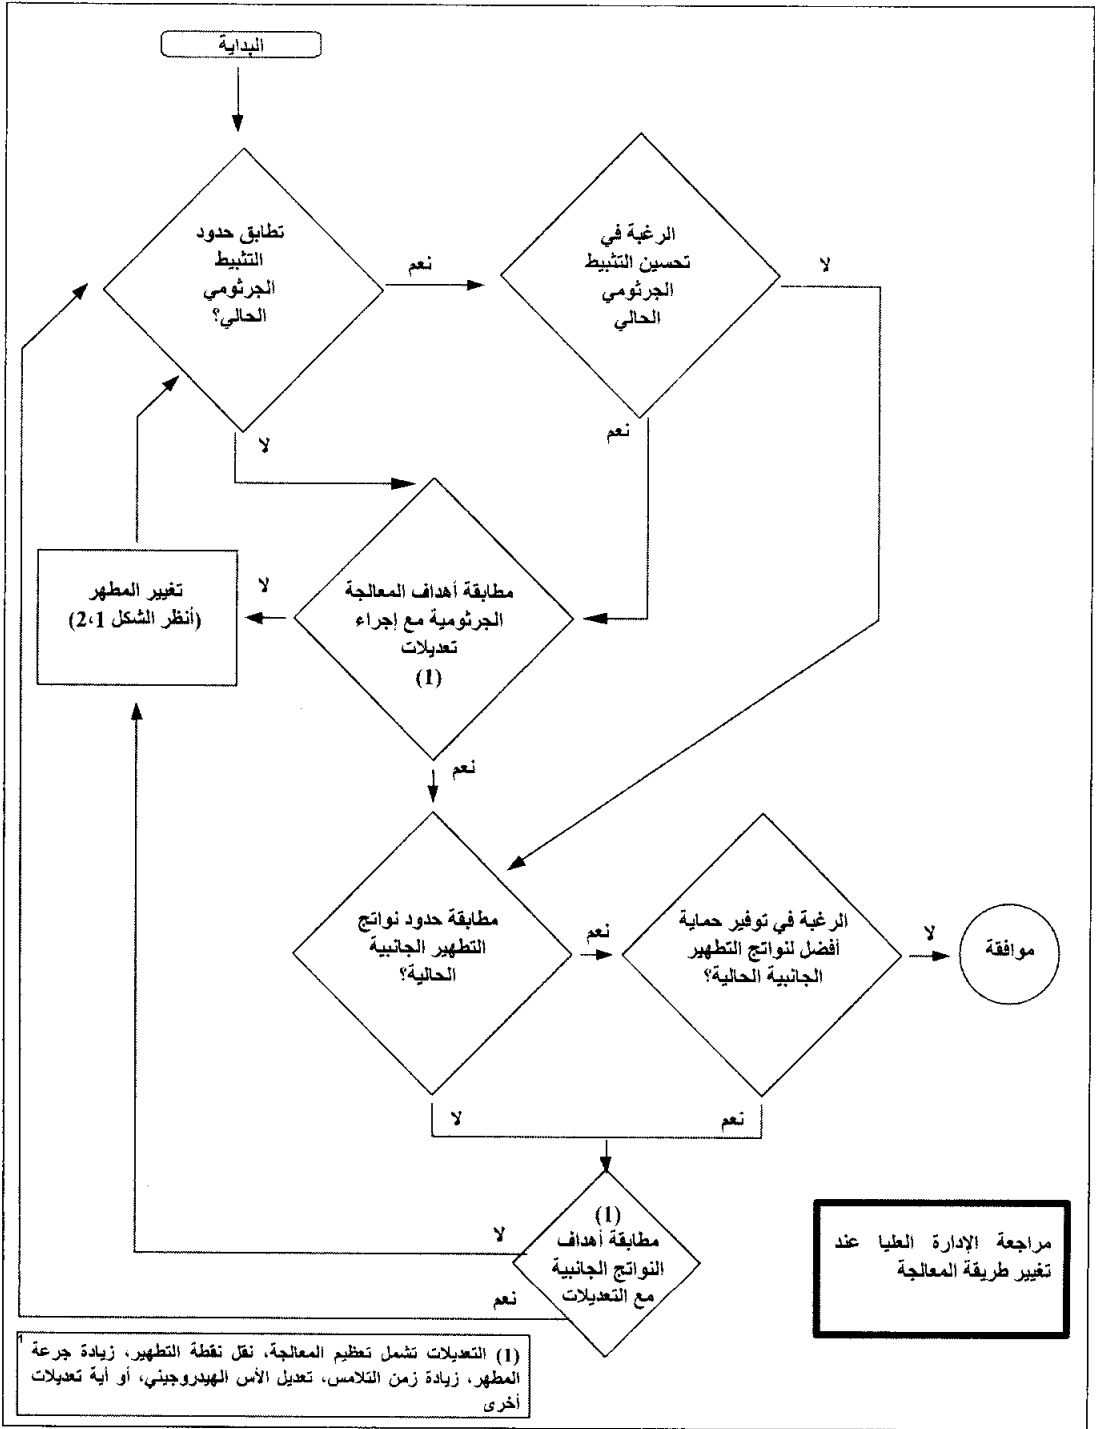 البداية
تطابق حدود
التثبيط
الجرثومي
الحالي؟
نعم
الرغبة في
تحسين التثبيط
الجرثومي
الحالي
لا
نعم
لا
مطابقة أهداف المعالجة
الجرثومية مع إجراء
تعديلات
(1)
لا
تغيير المطهر
(أنظر الشكل 2،1)
نعم
مطابقة حدود نواتج
التطهير الجانبية
الحالية؟
نعم
الرغبة في توفير حماية
أفضل لنواتج التطهير
الجانبية الحالية؟
لا
موافقة
لا
نعم
(1)
مطابقة أهداف
النواتج الجانبية
مع التعديلات
لا
نعم
مراجعة الإدارة العليا عند
تغيير طريقة المعالجة
(1) التعديلات تشمل تعظيم المعالجة، نقل نقطة التطهير، زيادة جرعة 1
المطهر، زيادة زمن التلامس، تعديل الأس الهيدروجيني، أو أية تعديلات
أخرى